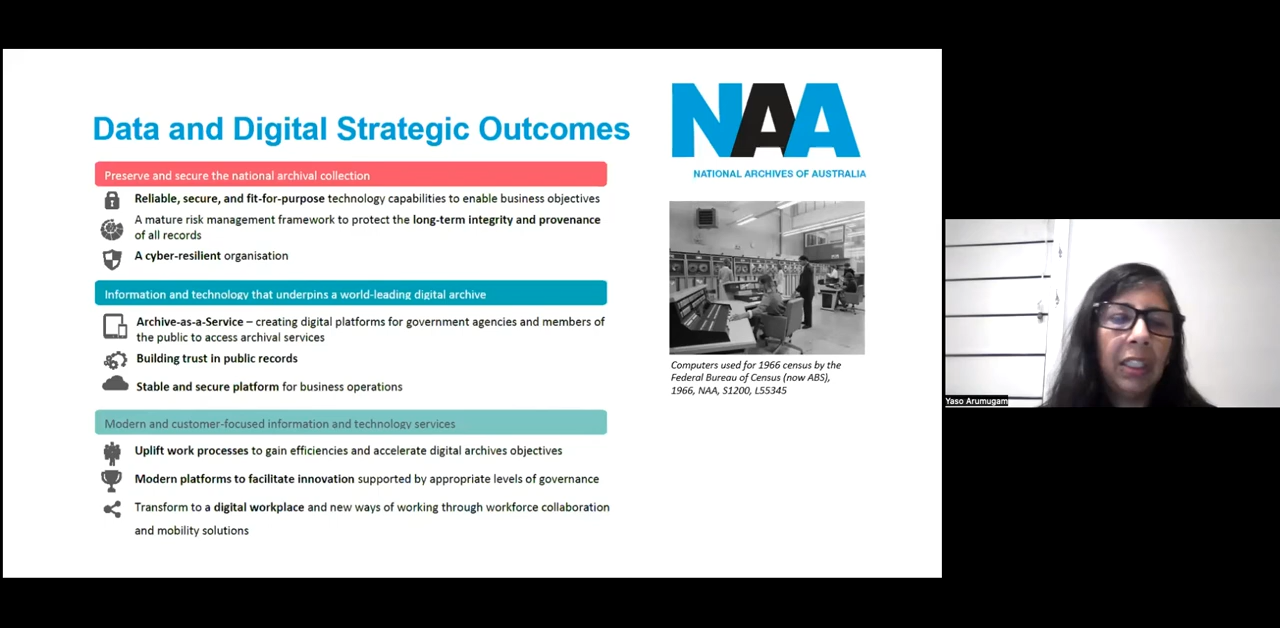 Data and Digital Strategic Outcomes
Preserve and secure the national archival collection
Reliable, secure, and fit-for-purpose technology capabilities to enable business objectives
A mature risk management framework to protect the long-term integrity and provenance
of all records
A cyber-resilient organisation
Information and technology that underpins a world-leading digital archive
Archive-as-a-Service – creating digital platforms for government agencies and members of
the public to access archival services
Building trust in public records
Stable and secure platform for business operations
Modern and customer-focused information and technology services
Uplift work processes to gain efficiencies and accelerate digital archives objectives
Modern platforms to facilitate innovation supported by appropriate levels of governance
Transform to a digital workplace and new ways of working through workforce collaboration
and mobility solutions
NAA
NATIONAL ARCHIVES OF AUSTRALIA
Computers used for 1966 census by the
Federal Bureau of Census (now ABS),
1966, NAA, S1200, L55345
Yaso Arumugam